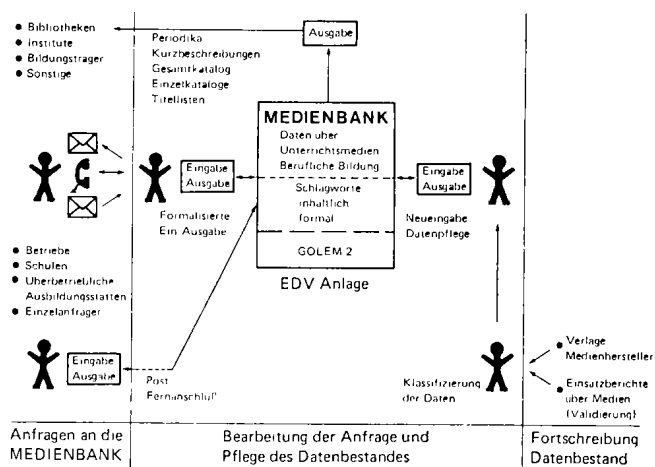 ● Bibliotheken
● Institute
● Bildungsträger
● Sonstige
Periodika
Kurzbeschreibungen
Gesamtkatalog
Einzelkataloge
Titellisten
Ausgabe
MEDIENBANK
Daten über
Unterrichtsmedien
Berufliche Bildung
Schlagworte
inhaltlich
formal
GOLEM 2
EDV Anlage
Eingabe
Ausgabe
Formalisierte
Ein Ausgabe
Eingabe
Ausgabe
Neueingabe
Datenpflege
● Betriebe
● Schulen
● Überbetriebliche
Ausbildungsstätten
● Einzelanfrager
Eingabe
Ausgabe
Post
Fernanschluß
Klassifizierung
der Daten
● Verlage
Medienhersteller
● Einsatzberichte
über Medien
(Validierung)
Anfragen an die
MEDIENBANK
Bearbeitung der Anfrage und
Pflege des Datenbestandes
Fortschreibung
Datenbestand